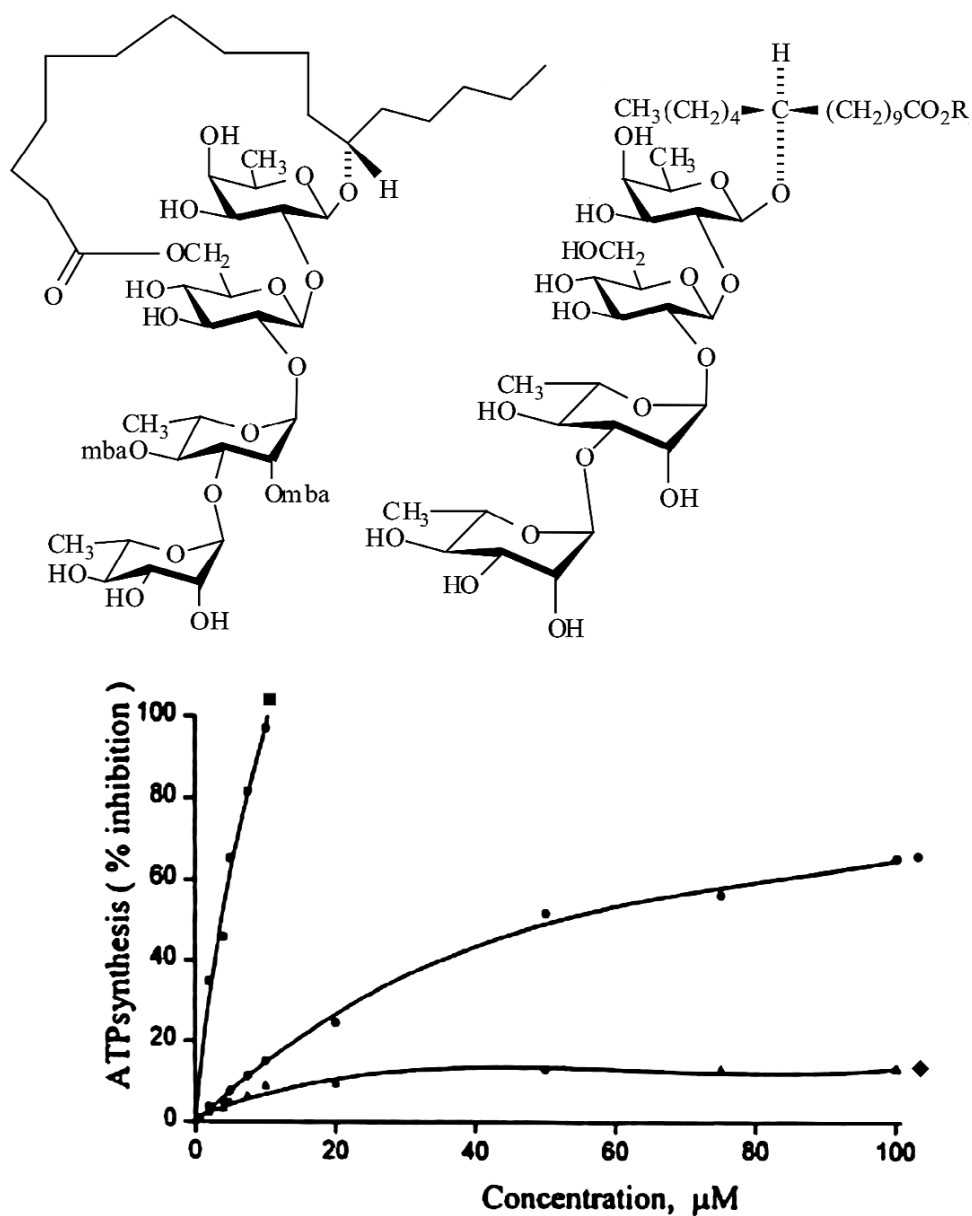 H
CH3(CH2)4 C (CH2)9CO2R
OH
CH3
O
O
H
HO
OH
CH3
O
O
HO
O
OCH2
O
HO
HO
O
O
HOCH2
HO
HO
O
O
O
CH3
O
mbaO
O
Omba
O
CH3
HO
O
O
OH
CH3
O
HO
HO
OH
CH3
HO
O
HO
OH
ATPsynthesis ( % inhibition )
100
80
60
40
20
0
0 20 40 60 80 100
Concentration, µM